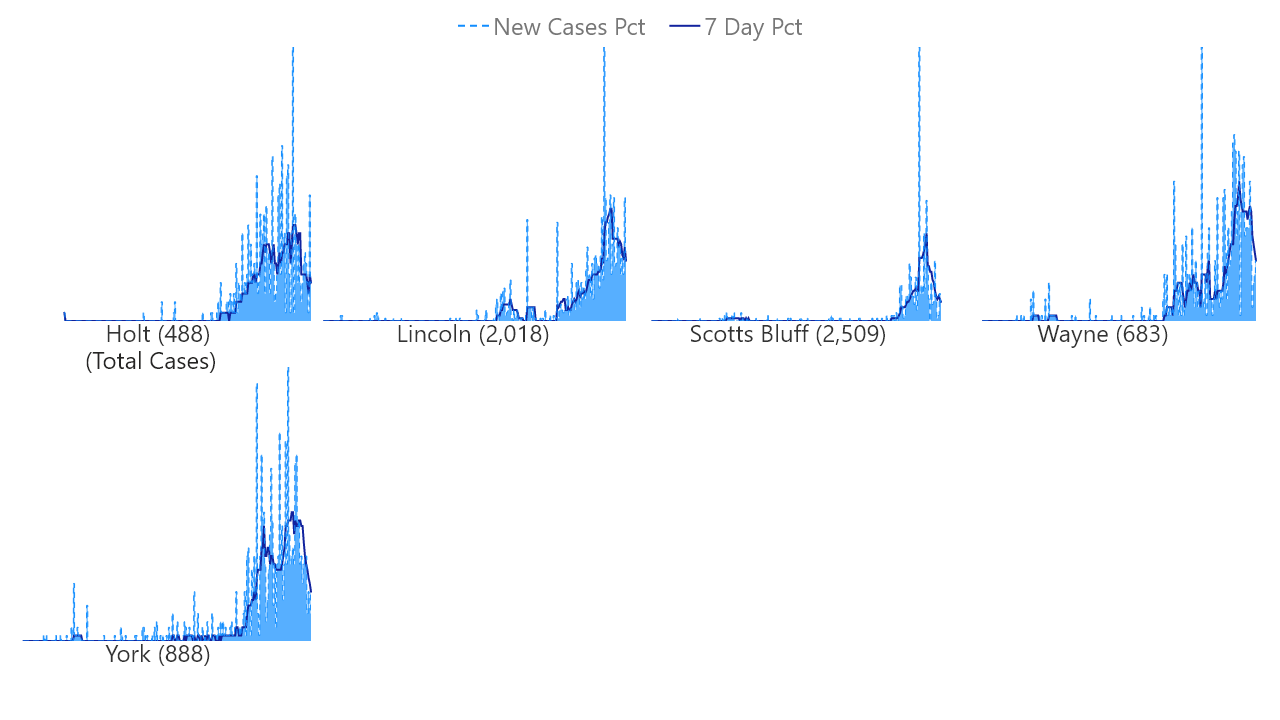 New Cases Pct 7 Day Pct
Holt (488)
(Total Cases)
Lincoln (2,018)
Scotts Bluff (2,509)
Wayne (683)
York (888)